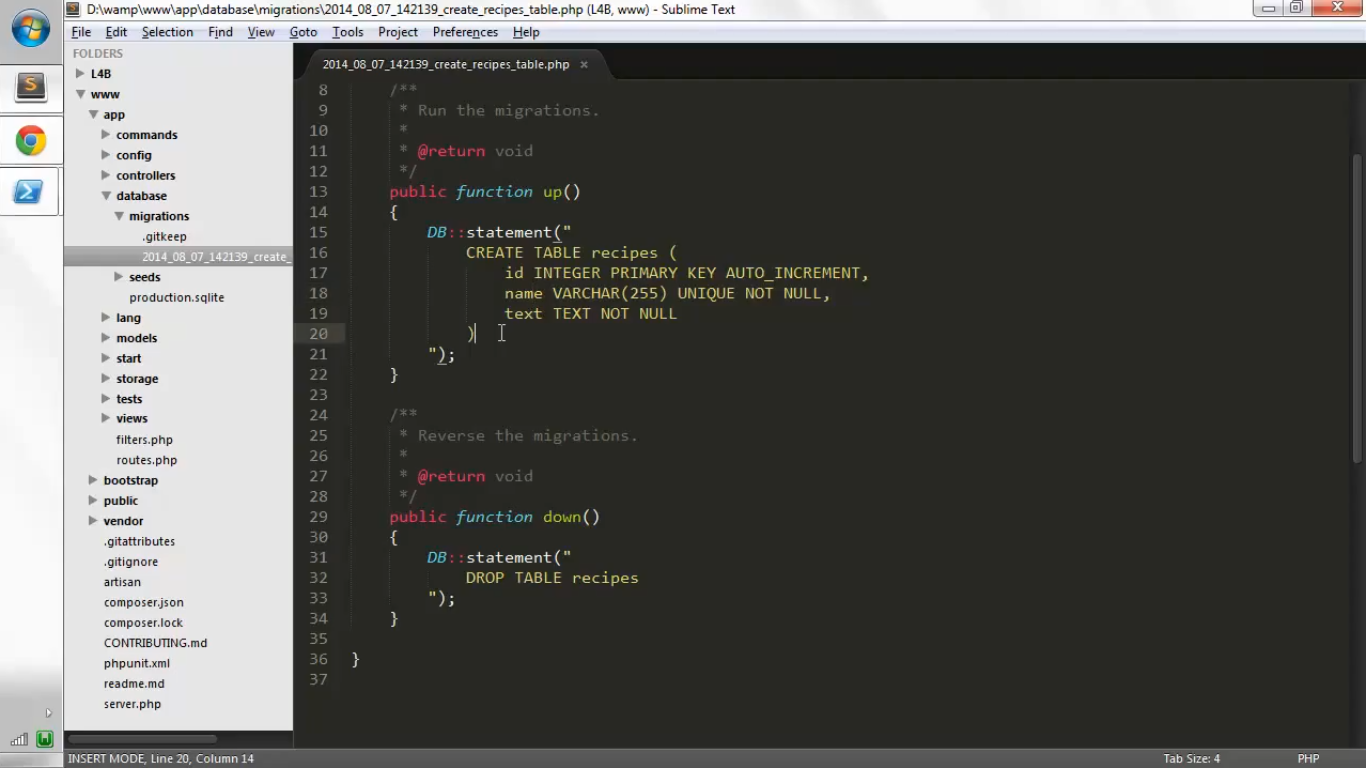 D:\wamp\www\app\database\migrations\2014_08_07_142139_create_recipes_table.php (L4B, www) - Sublime Text
File Edit Selection Find View Goto Tools Project Preferences Help
FOLDERS
L4B
www
app
commands
config
controllers
database
migrations
.gitkeep
2014_08_07_142139_create_
seeds
production.sqlite
lang
models
start
storage
tests
views
filters.php
routes.php
bootstrap
public
vendor
.gitattributes
.gitignore
artisan
composer.json
composer.lock
CONTRIBUTING.md
phpunit.xml
readme.md
server.php
2014_08_07_142139_create_recipes_table.php ×
8 /**
9 * Run the migrations.
10 *
11 * @return void
12 */
13 public function up()
14 {
15 DB::statement("
16 CREATE TABLE recipes (
17 id INTEGER PRIMARY KEY AUTO_INCREMENT,
18 name VARCHAR(255) UNIQUE NOT NULL,
19 text TEXT NOT NULL
20 )
21 ");
22 }
23
24 /**
25 * Reverse the migrations.
26 *
27 * @return void
28 */
29 public function down()
30 {
31 DB::statement("
32 DROP TABLE recipes
33 ");
34 }
35
36 }
37
INSERT MODE, Line 20, Column 14 Tab Size: 4 PHP